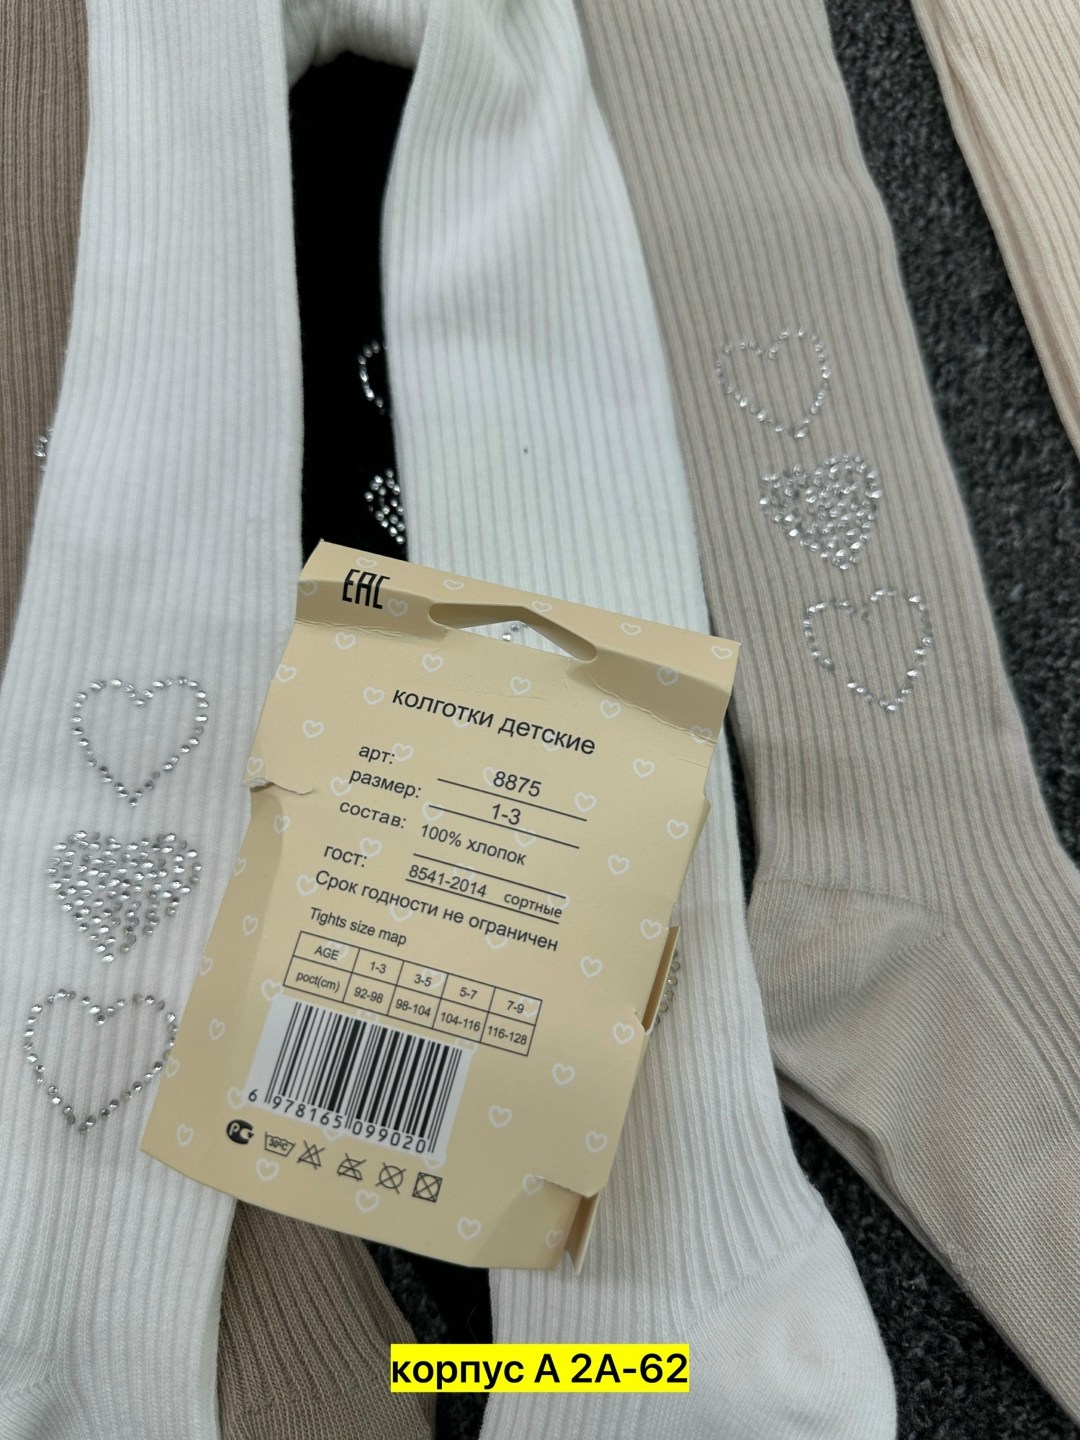 EAC
колготки детские
арт: 8875
размер: 1-3
состав: 100% хлопок
гост: 8541-2014 сортные
Срок годности не ограничен
Tights size map
AGE 1-3 3-5 5-7 7-9
рост(cm) 92-98 98-104 104-116 116-128
6 978165 099020
РСТ 30°C
корпус А 2А-62